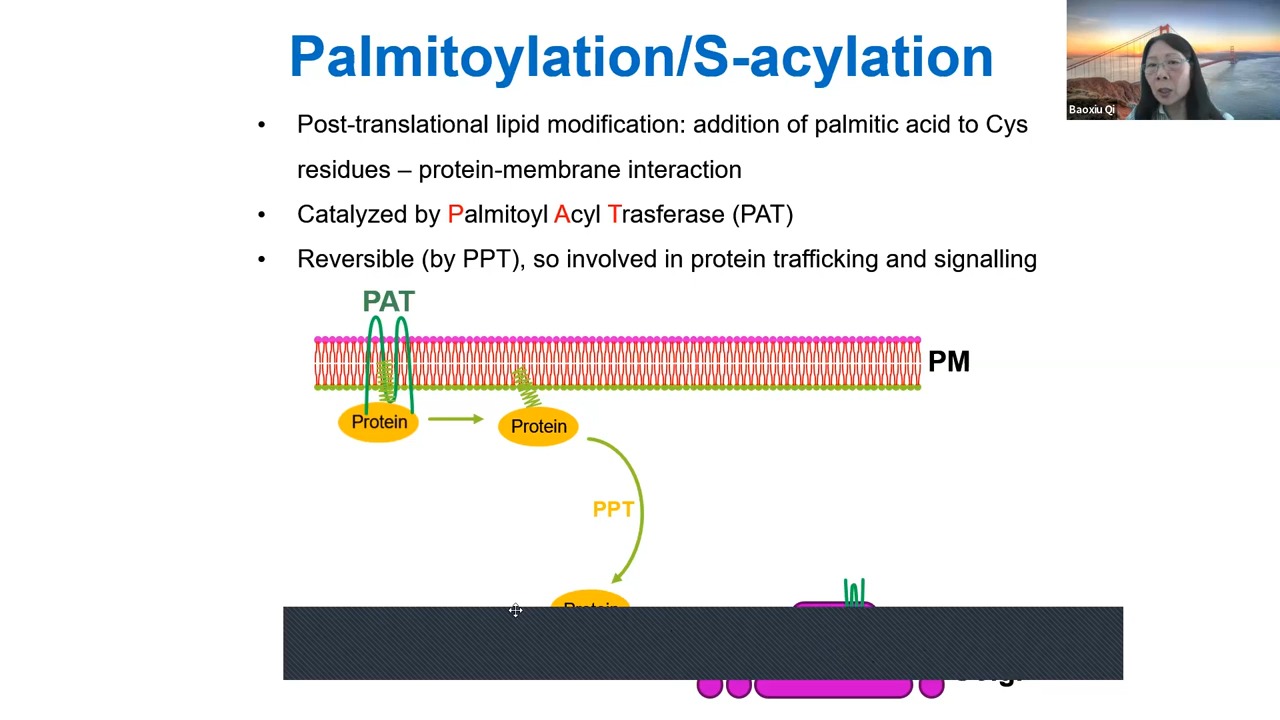 Palmitoylation/S-acylation
Baoxiu Qi
• Post-translational lipid modification: addition of palmitic acid to Cys
residues – protein-membrane interaction
• Catalyzed by Palmitoyl Acyl Trasferase (PAT)
• Reversible (by PPT), so involved in protein trafficking and signalling
PAT
PM
Protein
Protein
PPT
Protein